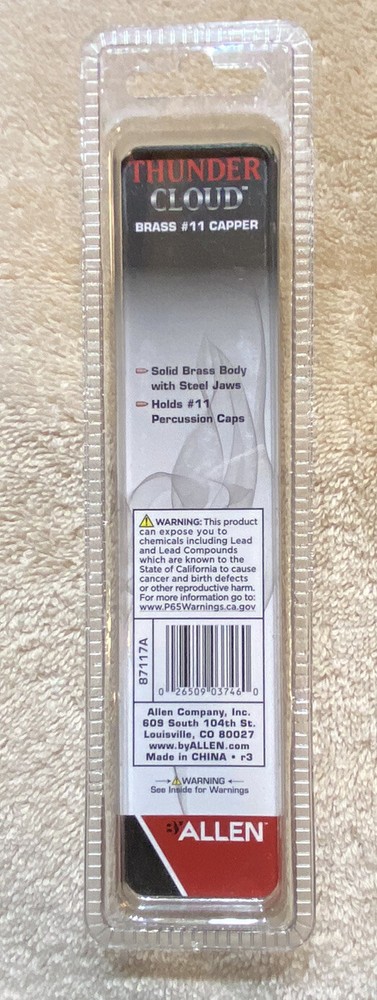 THUNDER
CLOUD™
BRASS #11 CAPPER
Solid Brass Body
with Steel Jaws
Holds #11
Percussion Caps
WARNING: This product
can expose you to
chemicals including Lead
and Lead Compounds
which are known to the
State of California to cause
cancer and birth defects
or other reproductive harm.
For more information go to:
www.P65Warnings.ca.gov
87117A
0 26509 03746 0
Allen Company, Inc.
609 South 104th St.
Louisville, CO 80027
www.byALLEN.com
Made in CHINA • r3
WARNING
See Inside for Warnings
BY ALLEN™